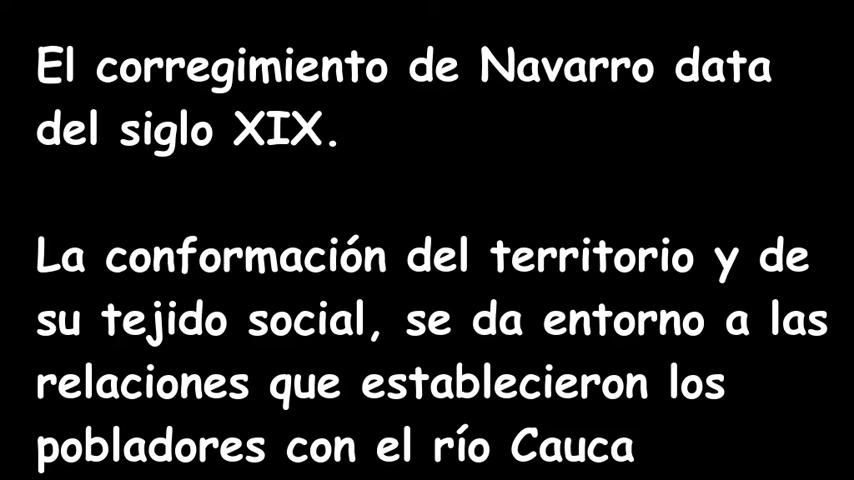 El corregimiento de Navarro data
del siglo XIX.
La conformación del territorio y de
su tejido social, se da entorno a las
relaciones que establecieron los
pobladores con el río Cauca